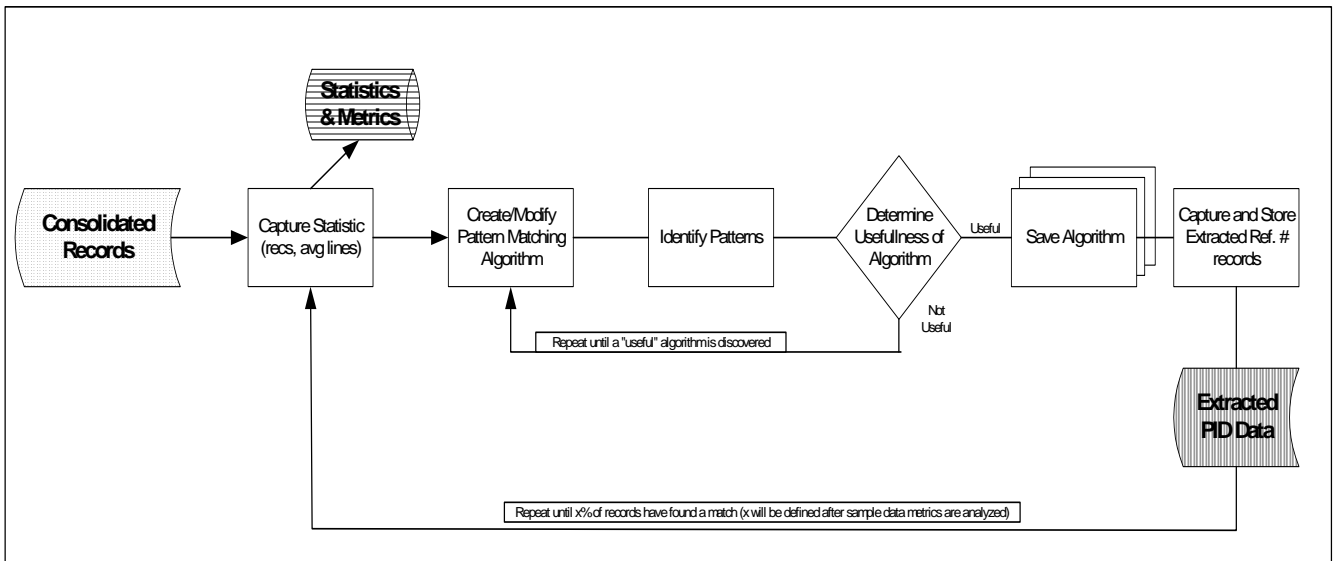 Statistics
& Metrics
Consolidated
Records
Capture Statistic
(recs, avg lines)
Create/Modify
Pattern Matching
Algorithm
Identify Patterns
Determine
Usefullness of
Algorithm
Useful
Save Algorithm
Capture and Store
Extracted Ref. #
records
Not
Useful
Repeat until a "useful" algorithm is discovered
Extracted
PID Data
Repeat until x% of records have found a match (x will be defined after sample data metrics are analyzed)